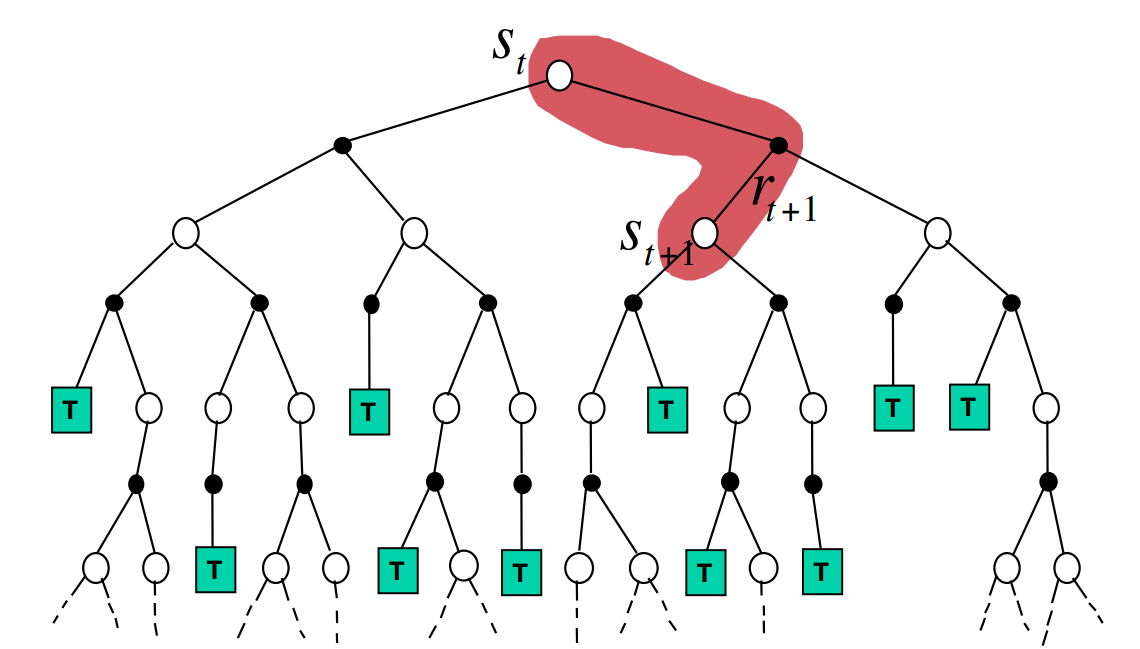 s_t
r_{t+1}
s_{t+1}
T T T T T
T T T T T